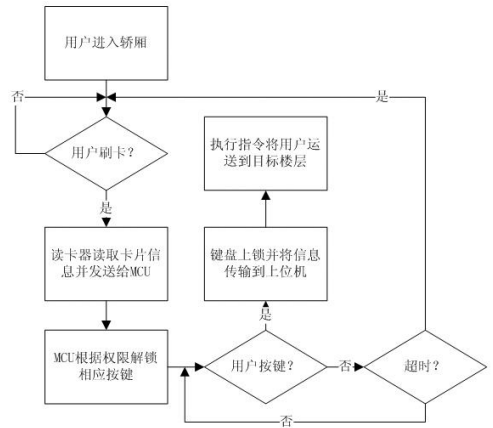 用户进入轿厢
否
是
用户刷卡？
执行指令将用户运
送到目标楼层
是
读卡器读取卡片信
息并发送给MCU
键盘上锁并将信息
传输到上位机
是
MCU根据权限解锁
相应按键
用户按键？
否
超时？
否